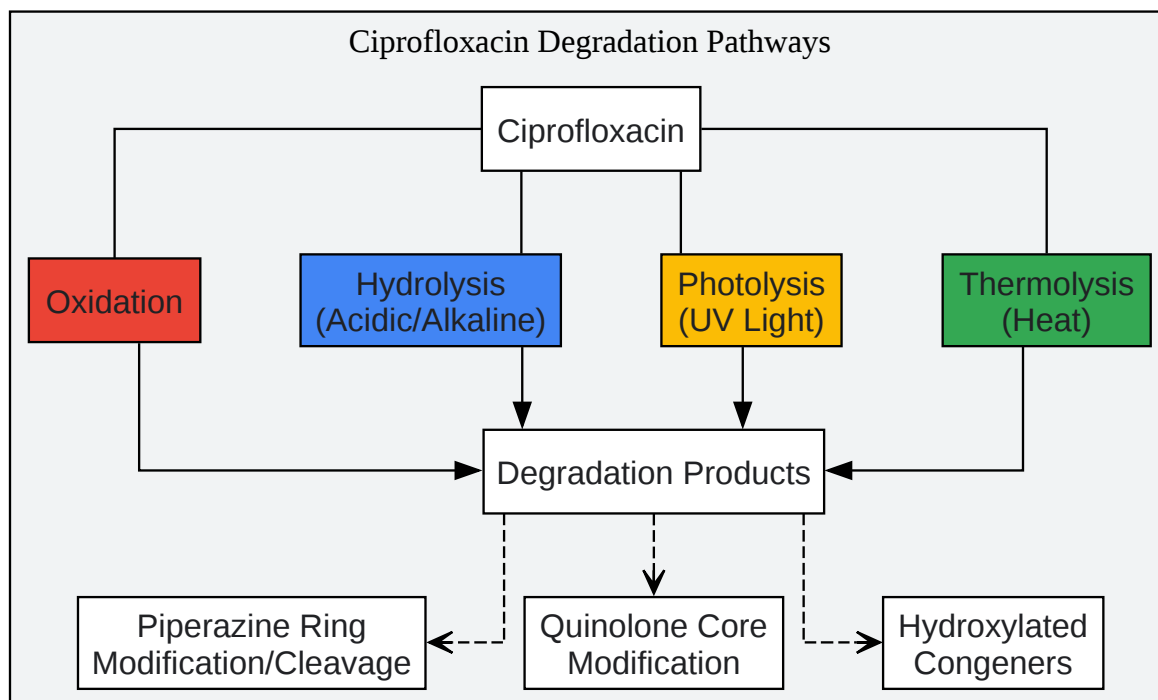 Ciprofloxacin Degradation Pathways
Ciprofloxacin
Oxidation
Hydrolysis
(Acidic/Alkaline)
Photolysis
(UV Light)
Thermolysis
(Heat)
Degradation Products
Piperazine Ring
Modification/Cleavage
Quinolone Core
Modification
Hydroxylated
Congeners